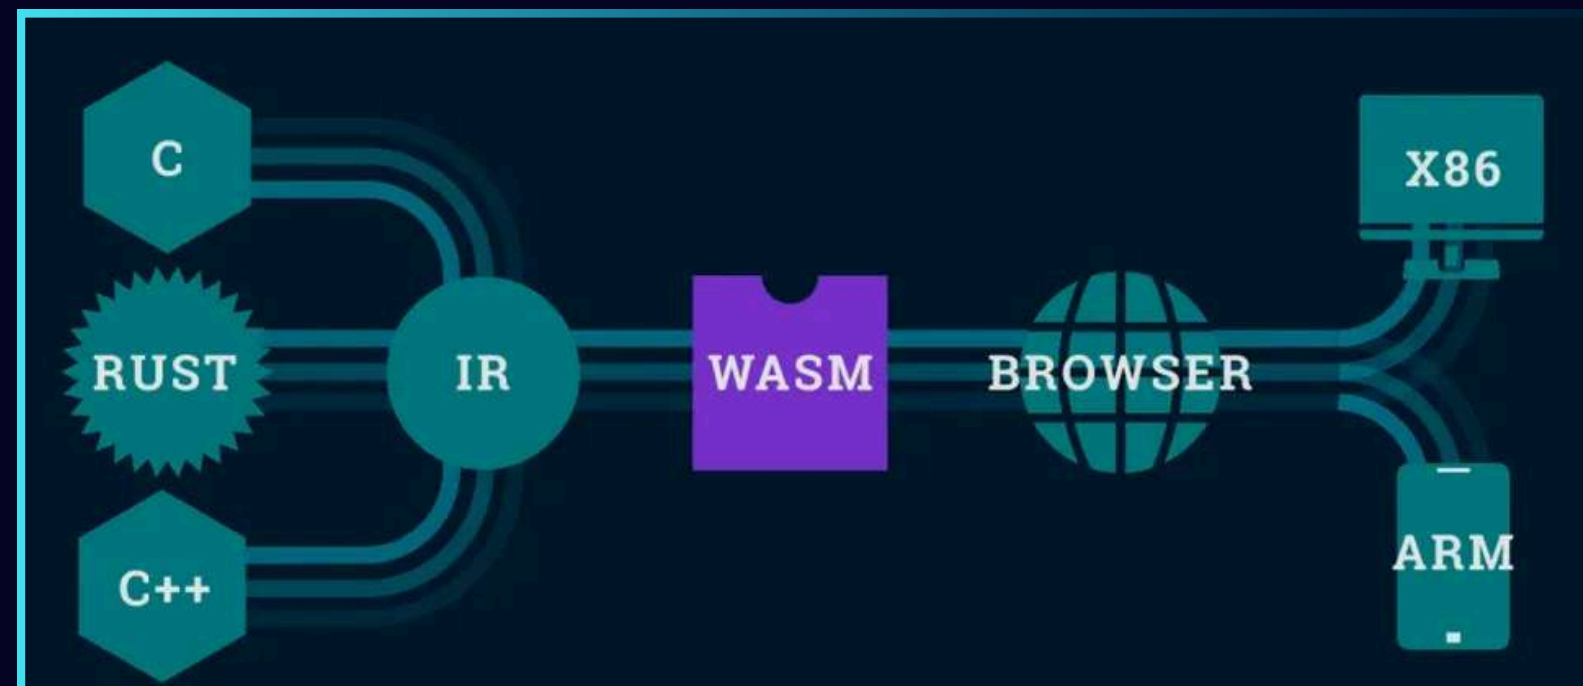 C
RUST
C++
IR
WASM
BROWSER
X86
ARM